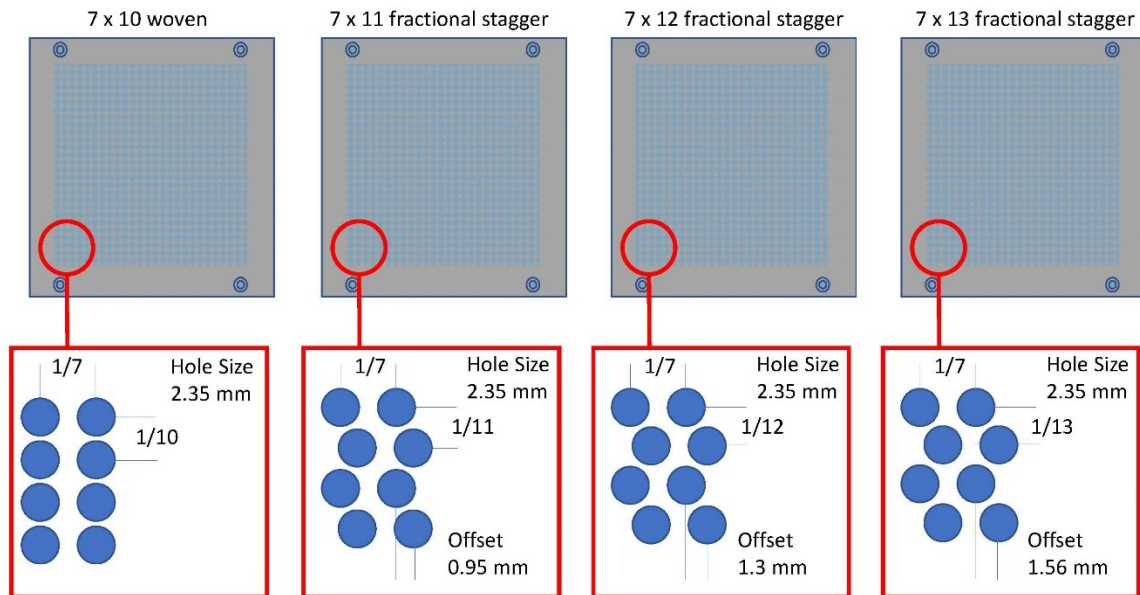 7 x 10 woven
7 x 11 fractional stagger
7 x 12 fractional stagger
7 x 13 fractional stagger
1/7
Hole Size
2.35 mm
1/10
1/7
Hole Size
2.35 mm
1/11
Offset
0.95 mm
1/7
Hole Size
2.35 mm
1/12
Offset
1.3 mm
1/7
Hole Size
2.35 mm
1/13
Offset
1.56 mm